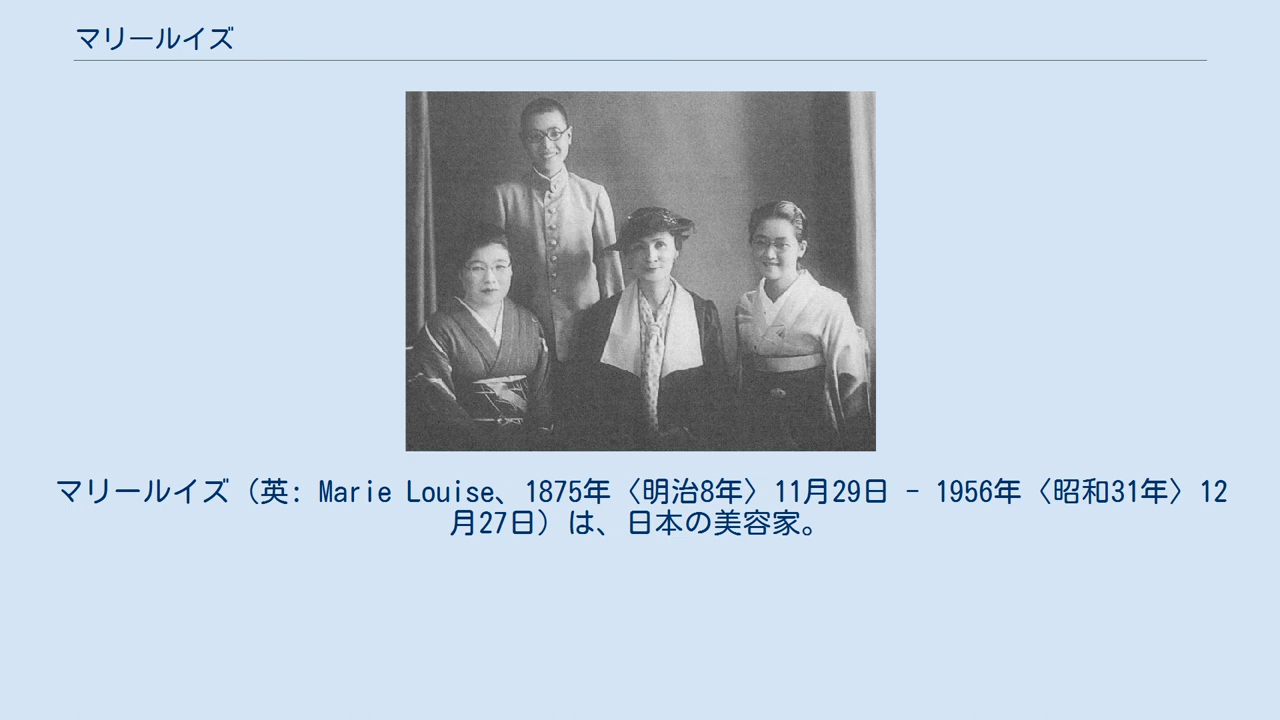 マリールイズ
マリールイズ（英: Marie Louise、1875年〈明治8年〉11月29日 - 1956年〈昭和31年〉12
月27日）は、日本の美容家。